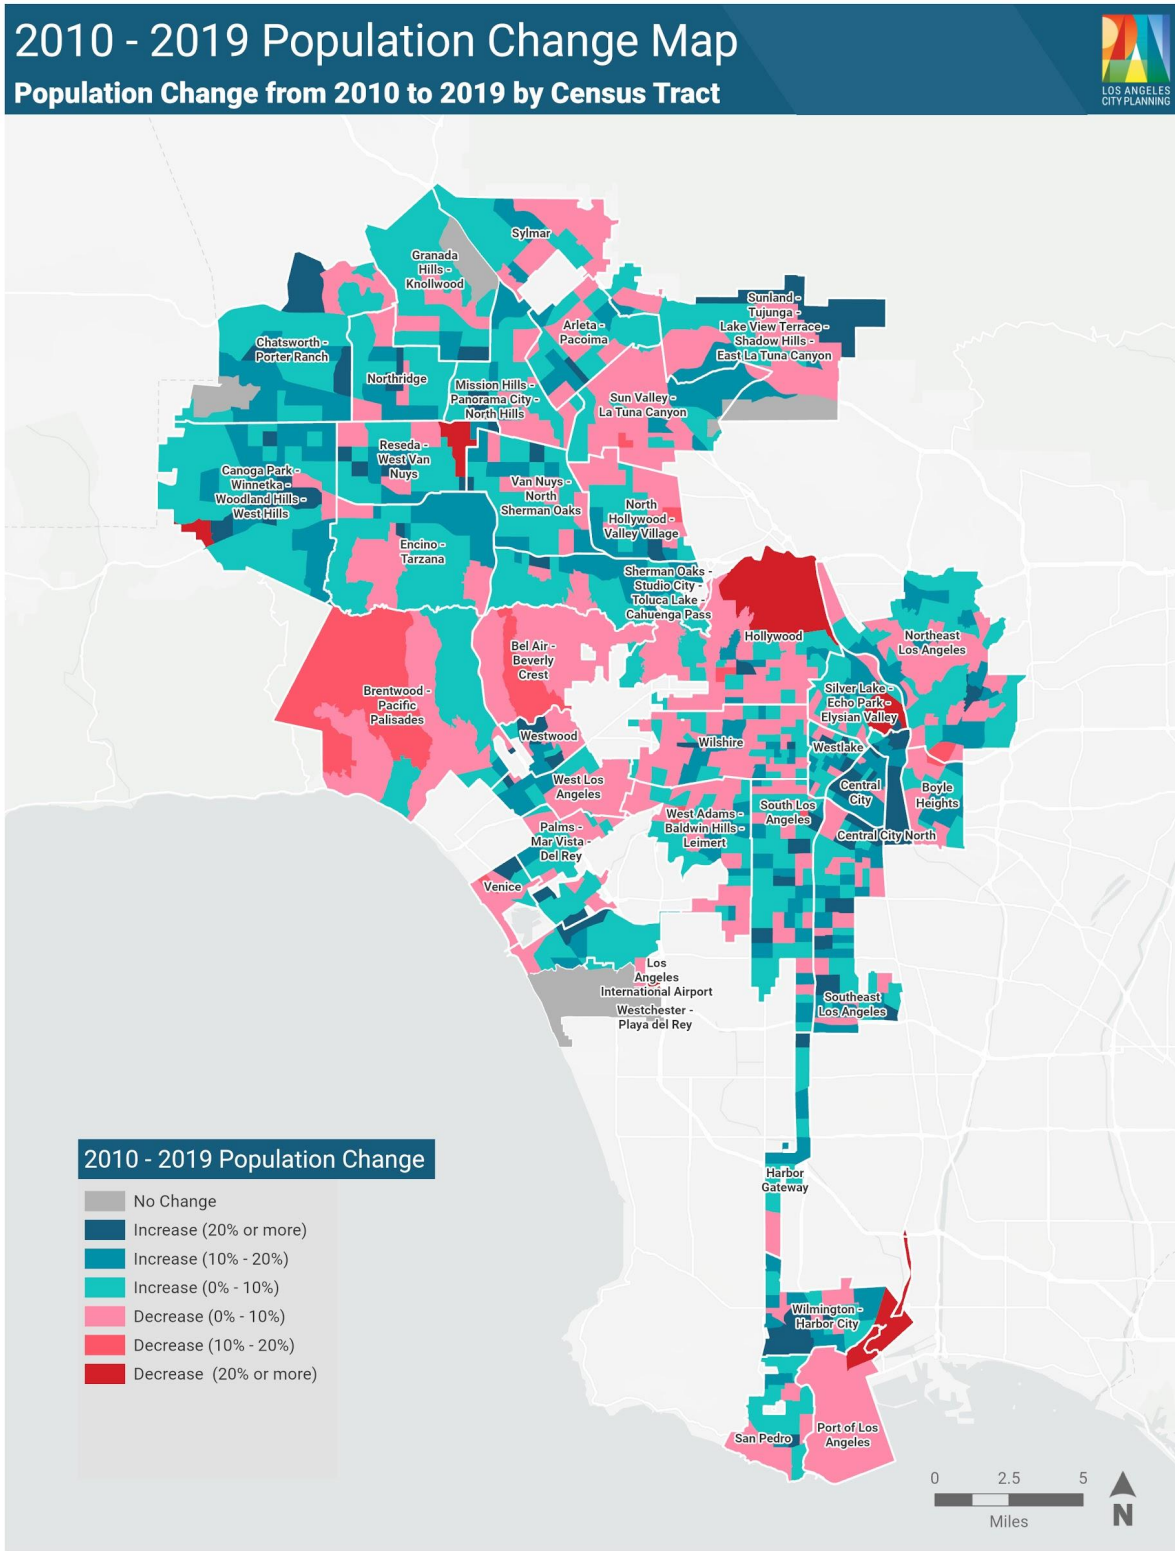 2010 - 2019 Population Change Map
Population Change from 2010 to 2019 by Census Tract
LOS ANGELES
CITY PLANNING
Sylmar
Granada
Hills -
Knollwood
Sunland -
Tujunga -
Lake View Terrace -
Shadow Hills -
East La Tuna Canyon
Arleta -
Pacoima
Chatsworth -
Porter Ranch
Northridge
Mission Hills -
Panorama City -
North Hills
Sun Valley -
La Tuna Canyon
Reseda -
West Van
Nuys
Canoga Park -
Winnetka -
Woodland Hills -
West Hills
Van Nuys -
North
Sherman Oaks
North
Hollywood -
Valley Village
Encino -
Tarzana
Sherman Oaks -
Studio City -
Toluca Lake -
Cahuenga Pass
Hollywood
Northeast
Los Angeles
Bel Air -
Beverly
Crest
Brentwood -
Pacific
Palisades
Silver Lake -
Echo Park -
Elysian Valley
Westwood
Wilshire
Westlake
West Los
Angeles
Central
City
Boyle
Heights
South Los
Angeles
West Adams -
Baldwin Hills -
Leimert
Central City North
Palms -
Mar Vista -
Del Rey
Venice
Los
Angeles
International Airport
Westchester -
Playa del Rey
Southeast
Los Angeles
Harbor
Gateway
Wilmington -
Harbor City
San Pedro
Port of Los
Angeles
2010 - 2019 Population Change
No Change
Increase (20% or more)
Increase (10% - 20%)
Increase (0% - 10%)
Decrease (0% - 10%)
Decrease (10% - 20%)
Decrease (20% or more)
0 2.5 5
Miles
N